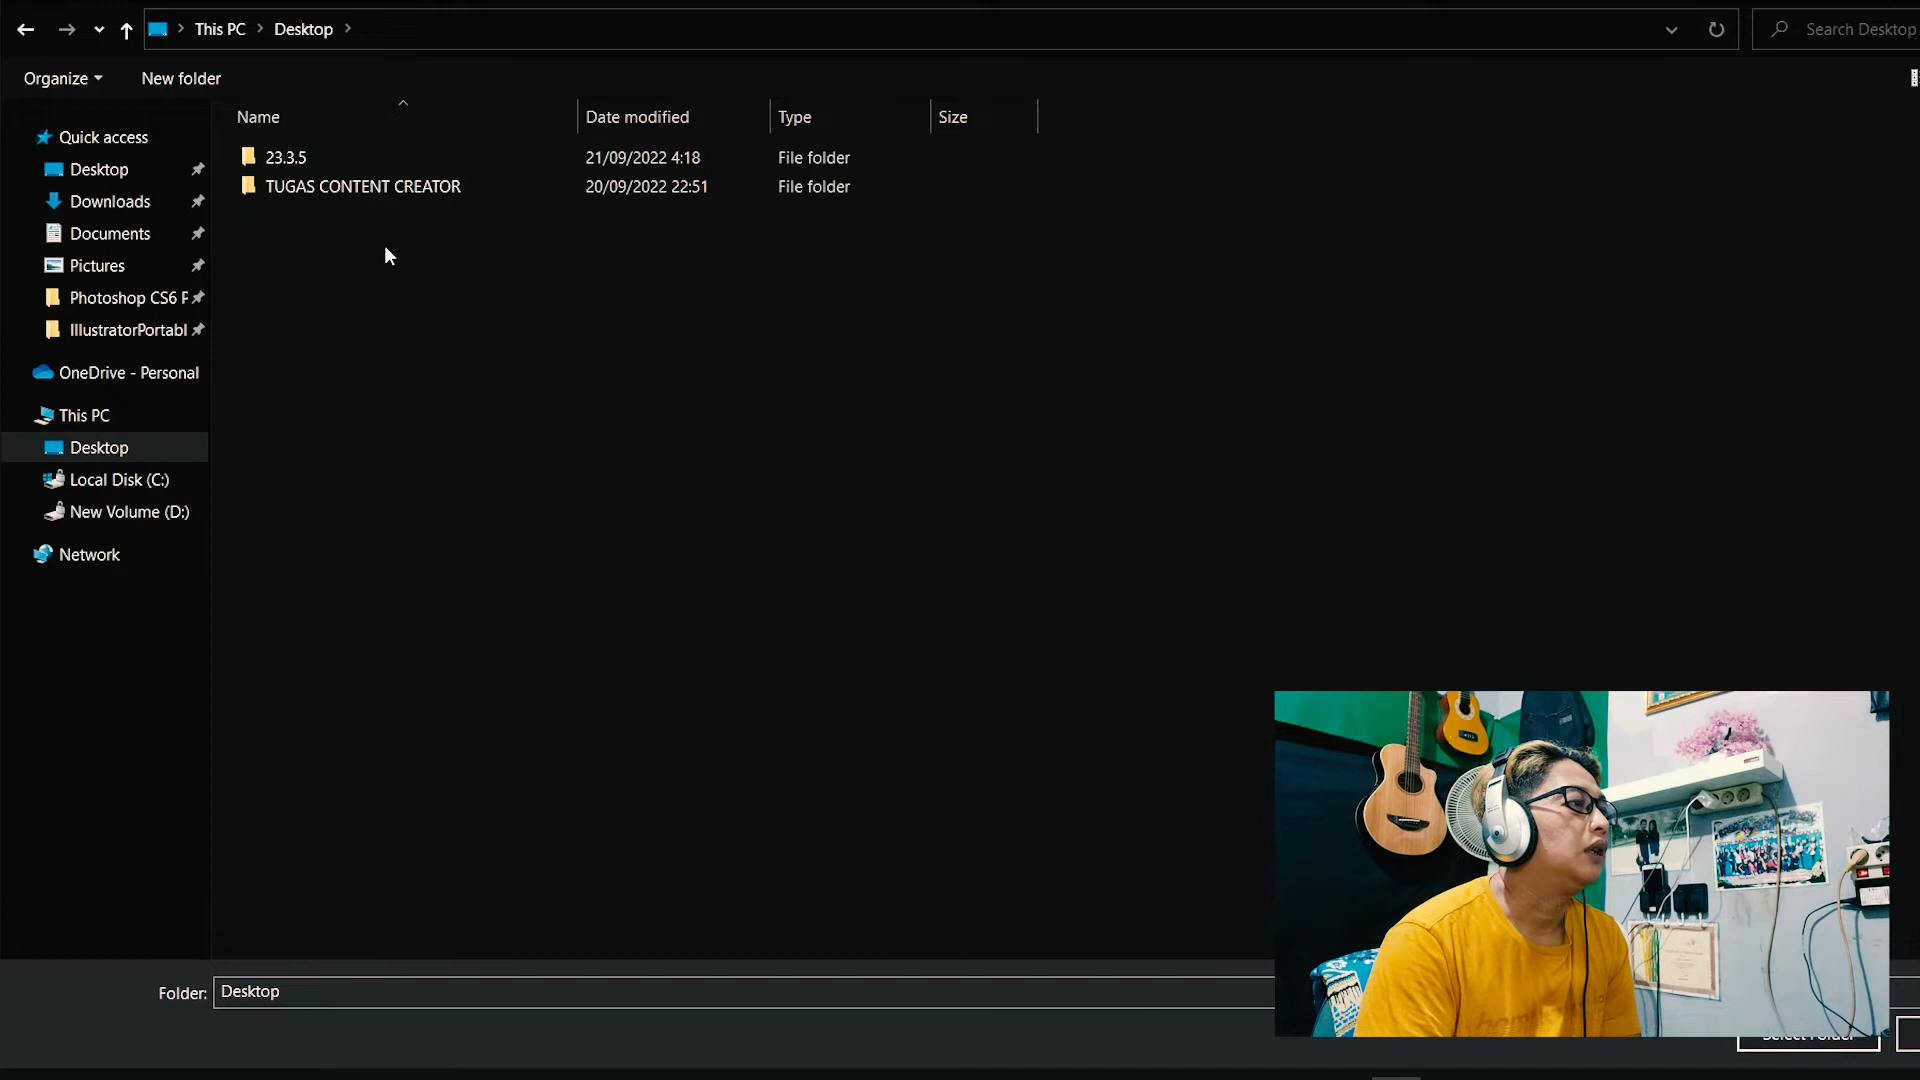 This PC > Desktop >
Search Desktop
Organize
New folder
Name
Date modified
Type
Size
23.3.5
21/09/2022 4:18
File folder
TUGAS CONTENT CREATOR
20/09/2022 22:51
File folder
Quick access
Desktop
Downloads
Documents
Pictures
Photoshop CS6 P
IllustratorPortabl
OneDrive - Personal
This PC
Desktop
Local Disk (C:)
New Volume (D:)
Network
Folder:
Desktop
Select Folder